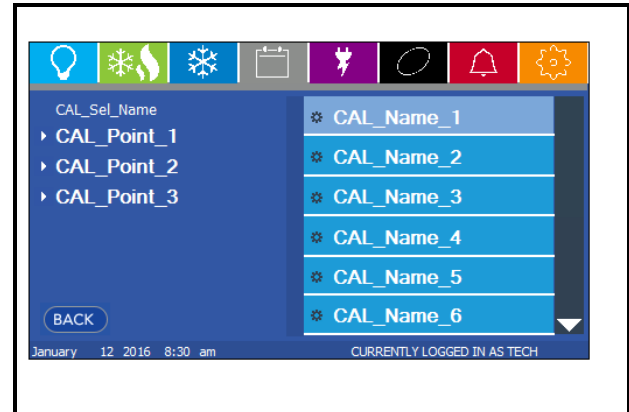 CAL_Sel_Name
CAL_Point_1
CAL_Point_2
CAL_Point_3
BACK
CAL_Name_1
CAL_Name_2
CAL_Name_3
CAL_Name_4
CAL_Name_5
CAL_Name_6
January 12 2016 8:30 am
CURRENTLY LOGGED IN AS TECH